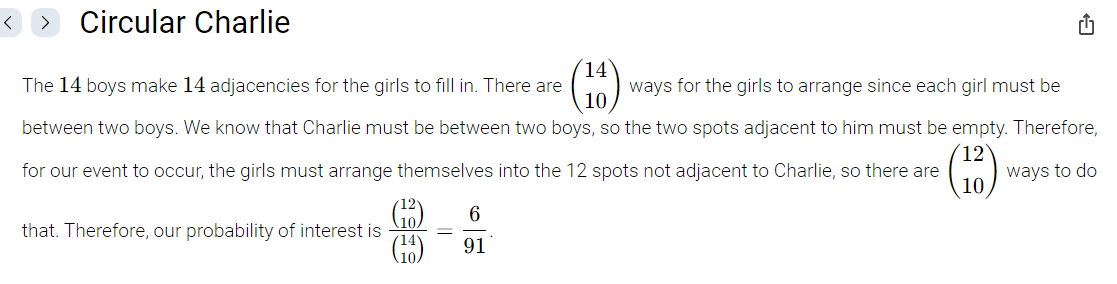 Circular Charlie
The 14 boys make 14 adjacencies for the girls to fill in. There are \binom{14}{10} ways for the girls to arrange since each girl must be
between two boys. We know that Charlie must be between two boys, so the two spots adjacent to him must be empty. Therefore,
for our event to occur, the girls must arrange themselves into the 12 spots not adjacent to Charlie, so there are \binom{12}{10} ways to do
that. Therefore, our probability of interest is \frac{\binom{12}{10}}{\binom{14}{10}} = \frac{6}{91}.